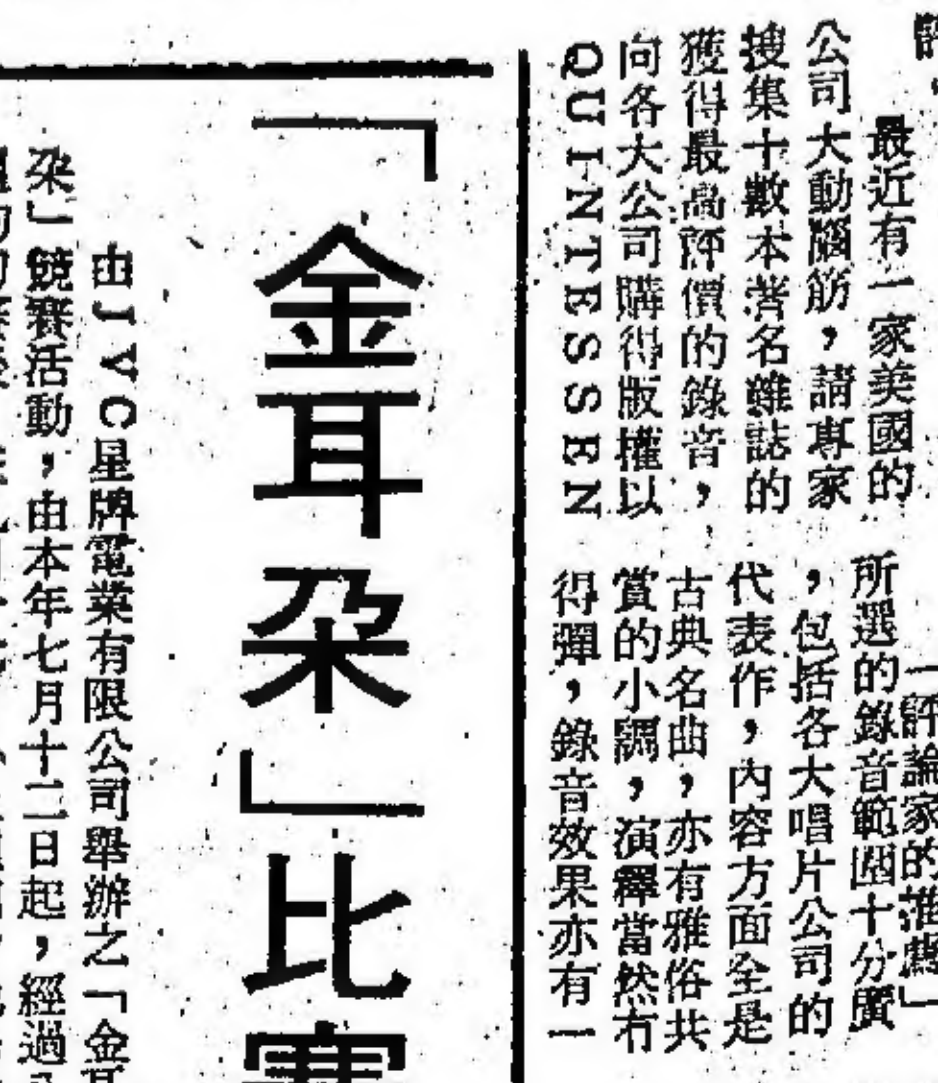 最近有一家美國的
公司大動腦筋，請專家
搜集十數本著名雜誌的
獲得最高評價的錄音，
向各大公司購得版權以
QUINTESSEN
「評論家的推薦」
所選的錄音範圍十分廣
，包括各大唱片公司的
代表作，內容方面全是
古典名曲，亦有雅俗共
賞的小調，演釋當然冇
得彈，錄音效果亦有一
「金耳朶」比賽
由JVC星牌電業有限公司舉辦之「金耳
朶」競賽活動，由本年七月十二日起，經過